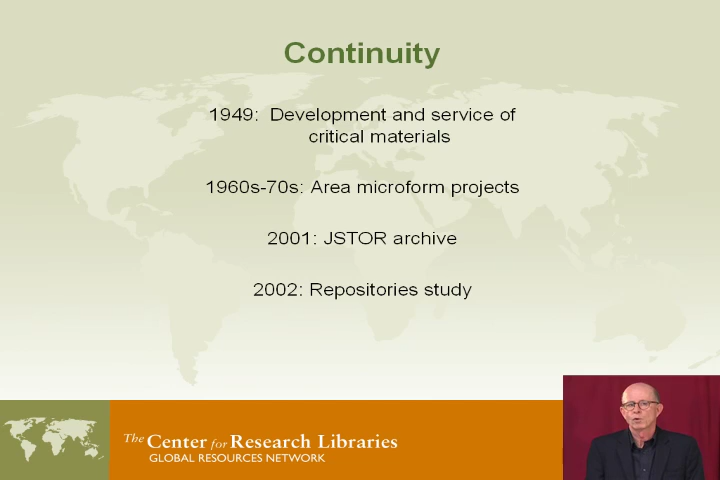 Continuity
1949: Development and service of
critical materials
1960s-70s: Area microform projects
2001: JSTOR archive
2002: Repositories study
The Center for Research Libraries
GLOBAL RESOURCES NETWORK